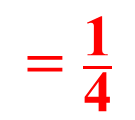 = 1/4